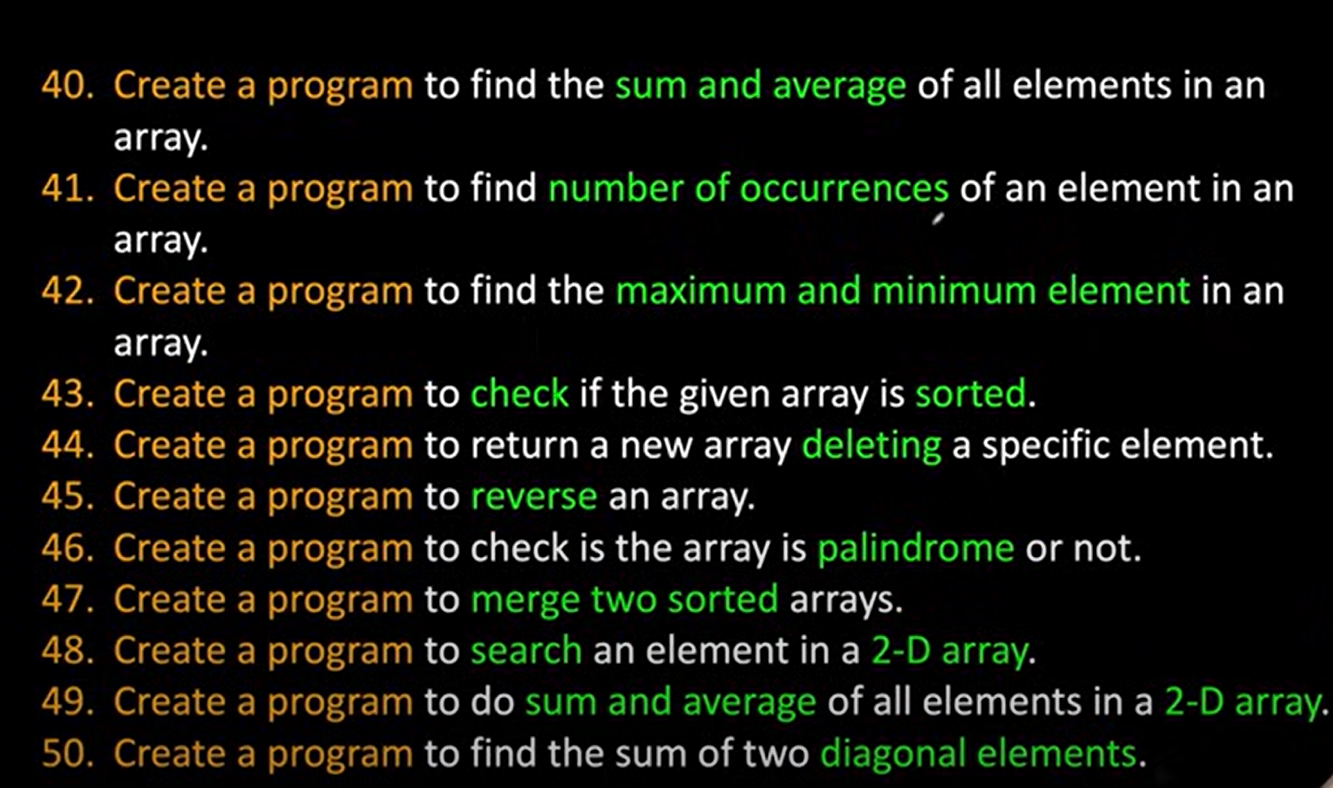 40. Create a program to find the sum and average of all elements in an
array.
41. Create a program to find number of occurrences of an element in an
array.
42. Create a program to find the maximum and minimum element in an
array.
43. Create a program to check if the given array is sorted.
44. Create a program to return a new array deleting a specific element.
45. Create a program to reverse an array.
46. Create a program to check is the array is palindrome or not.
47. Create a program to merge two sorted arrays.
48. Create a program to search an element in a 2-D array.
49. Create a program to do sum and average of all elements in a 2-D array.
50. Create a program to find the sum of two diagonal elements.